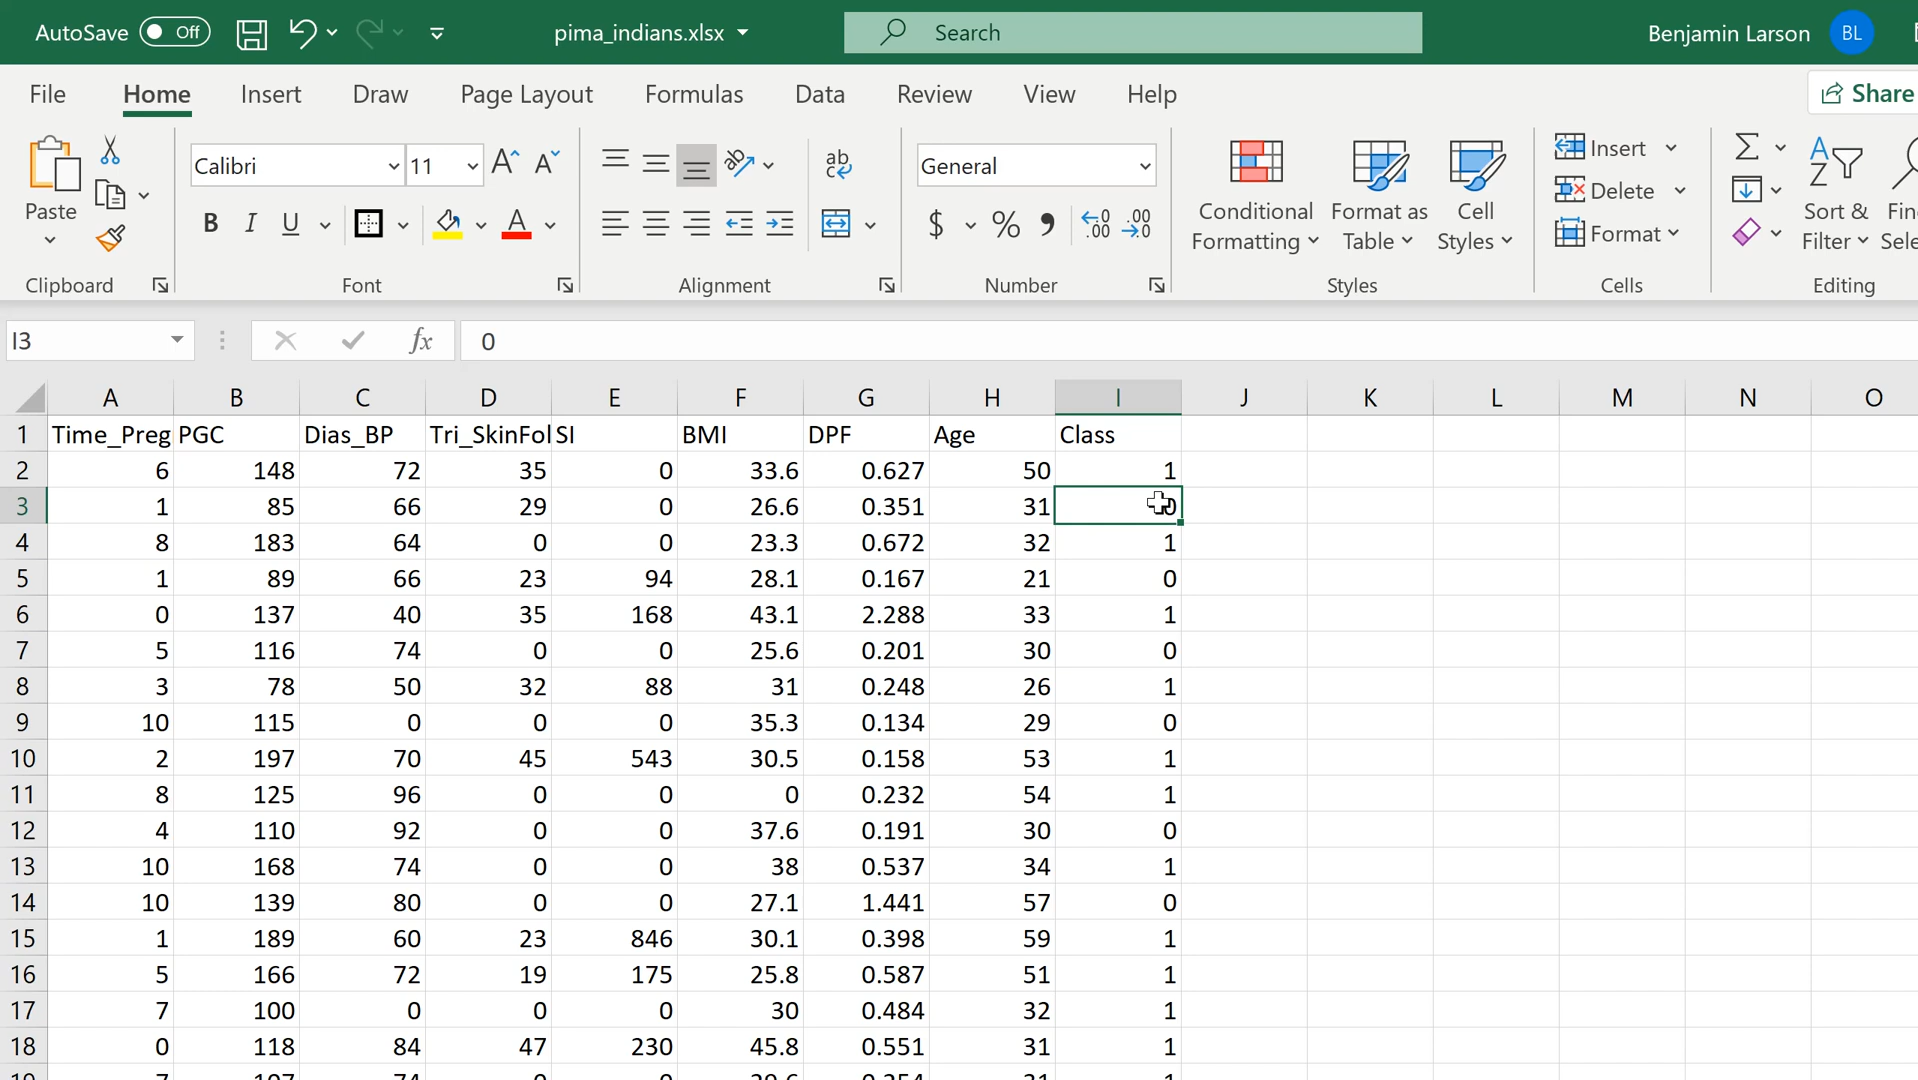 AutoSave Off pima_indians.xlsx Search Benjamin Larson BL
File Home Insert Draw Page Layout Formulas Data Review View Help Share
Paste
Calibri 11
ab
c
General
$ % , .00 .00
B I U A
Conditional Formatting
Format as Table
Cell Styles
Insert
Delete
Format
Sort & Filter
Clipboard Font Alignment Number Styles Cells Editing
I3 fx 0
A B C D E F G H I J K L M N O
1 Time_Preg PGC Dias_BP Tri_SkinFol SI BMI DPF Age Class
2 6 148 72 35 0 33.6 0.627 50 1
3 1 85 66 29 0 26.6 0.351 31 0
4 8 183 64 0 0 23.3 0.672 32 1
5 1 89 66 23 94 28.1 0.167 21 0
6 0 137 40 35 168 43.1 2.288 33 1
7 5 116 74 0 0 25.6 0.201 30 0
8 3 78 50 32 88 31 0.248 26 1
9 10 115 0 0 0 35.3 0.134 29 0
10 2 197 70 45 543 30.5 0.158 53 1
11 8 125 96 0 0 0 0.232 54 1
12 4 110 92 0 0 37.6 0.191 30 0
13 10 168 74 0 0 38 0.537 34 1
14 10 139 80 0 0 27.1 1.441 57 0
15 1 189 60 23 846 30.1 0.398 59 1
16 5 166 72 19 175 25.8 0.587 51 1
17 7 100 0 0 0 30 0.484 32 1
18 0 118 84 47 230 45.8 0.551 31 1